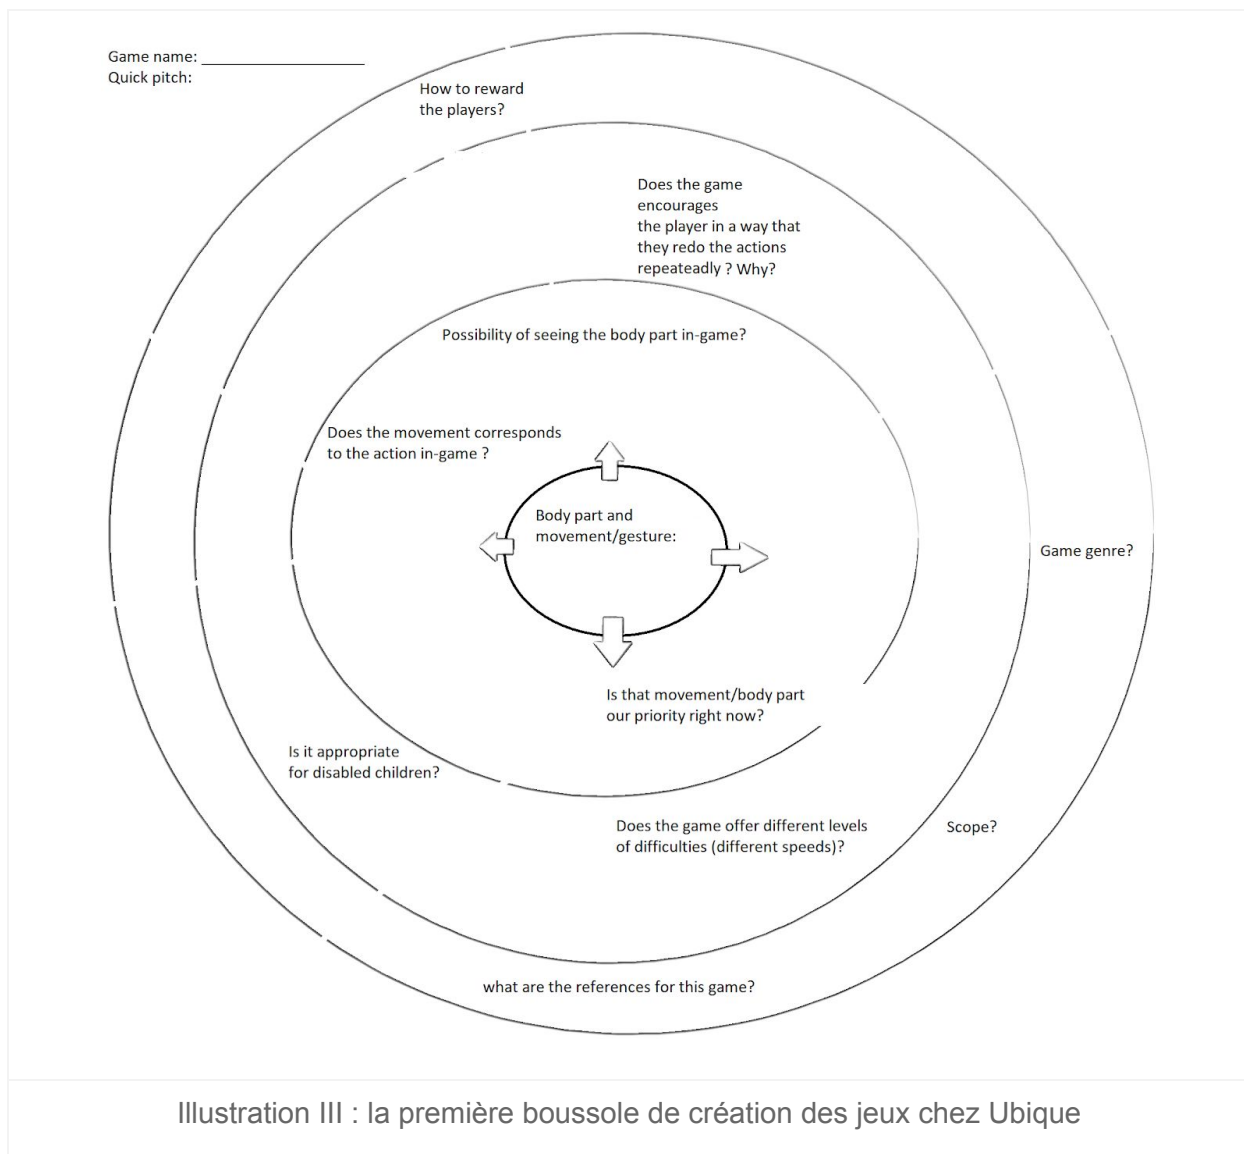 Game name: ____________________
Quick pitch:
How to reward
the players?
Does the game
encourages
the player in a way that
they redo the actions
repeateadly ? Why?
Possibility of seeing the body part in-game?
Does the movement corresponds
to the action in-game ?
Body part and
movement/gesture:
Game genre?
Is that movement/body part
our priority right now?
Is it appropriate
for disabled children?
Does the game offer different levels
of difficulties (different speeds)?
Scope?
what are the references for this game?
Illustration III : la première boussole de création des jeux chez Ubique